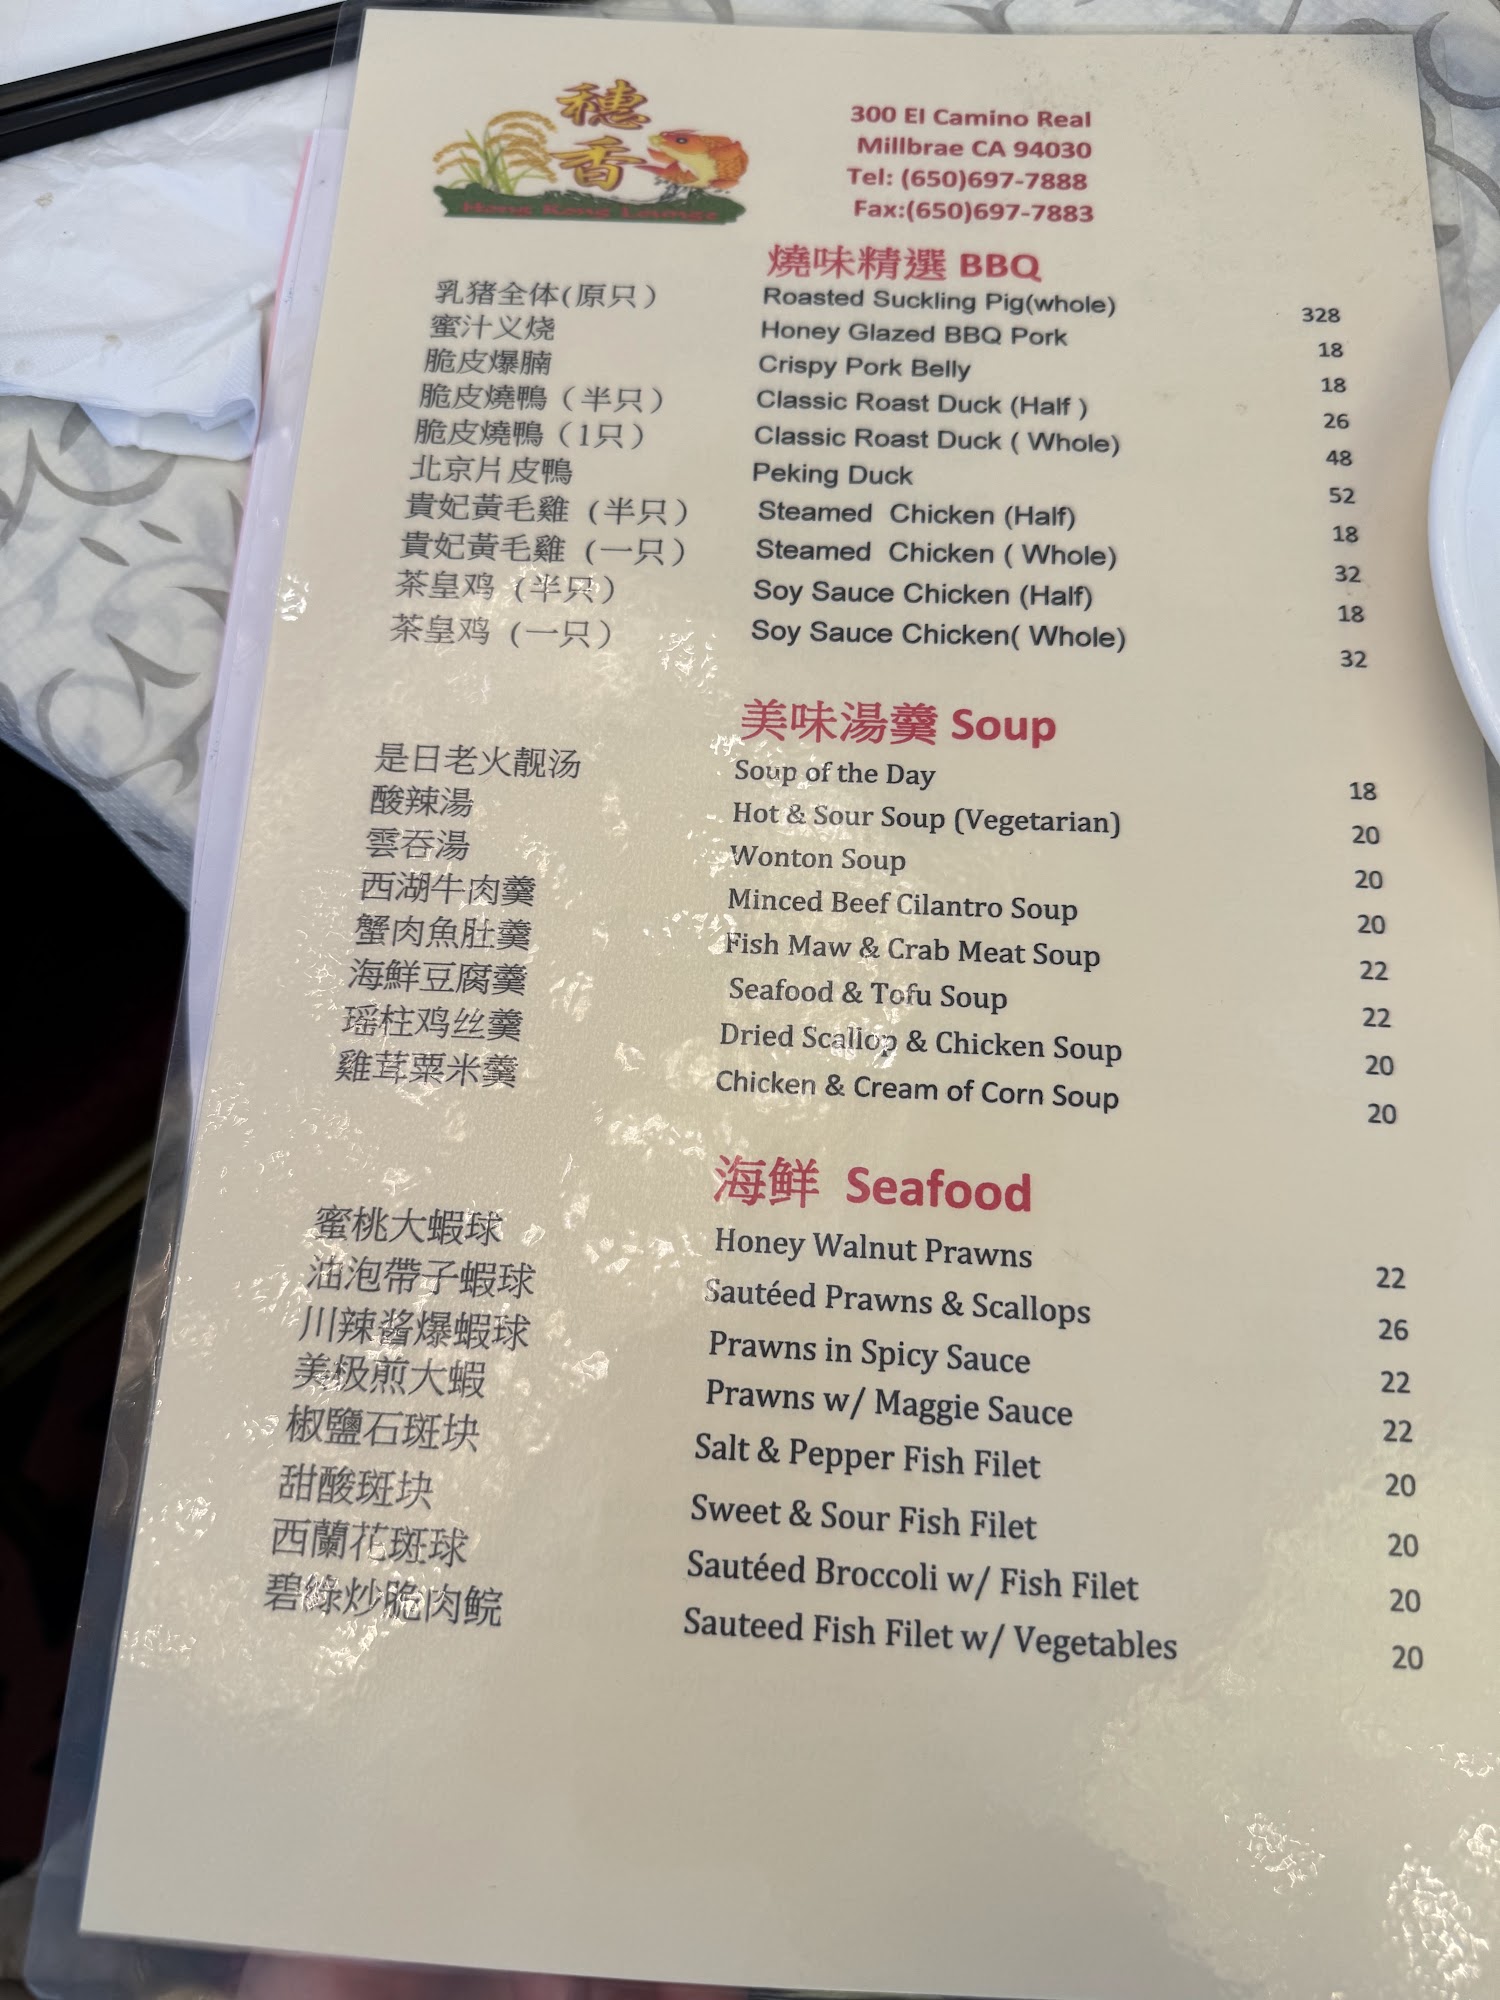 穗香
Hong Kong Lounge
300 El Camino Real
Millbrae CA 94030
Tel: (650)697-7888
Fax:(650)697-7883
燒味精選 BBQ
乳猪全体(原只) Roasted Suckling Pig(whole) 328
蜜汁义烧 Honey Glazed BBQ Pork 18
脆皮爆腩 Crispy Pork Belly 18
脆皮燒鴨(半只) Classic Roast Duck (Half ) 26
脆皮燒鴨(1只) Classic Roast Duck ( Whole) 48
北京片皮鴨 Peking Duck 52
貴妃黃毛雞 (半只) Steamed Chicken (Half) 18
貴妃黃毛雞 (一只) Steamed Chicken ( Whole) 32
茶皇鸡 (半只) Soy Sauce Chicken (Half) 18
茶皇鸡 (一只) Soy Sauce Chicken( Whole) 32
美味湯羹 Soup
是日老火靓汤 Soup of the Day 18
酸辣湯 Hot & Sour Soup (Vegetarian) 20
雲吞湯 Wonton Soup 20
西湖牛肉羹 Minced Beef Cilantro Soup 20
蟹肉魚肚羹 Fish Maw & Crab Meat Soup 22
海鮮豆腐羹 Seafood & Tofu Soup 22
瑶柱鸡丝羹 Dried Scallop & Chicken Soup 20
雞茸粟米羹 Chicken & Cream of Corn Soup 20
海鲜 Seafood
蜜桃大蝦球 Honey Walnut Prawns 22
油泡帶子蝦球 Sautéed Prawns & Scallops 26
川辣酱爆蝦球 Prawns in Spicy Sauce 22
美极煎大蝦 Prawns w/ Maggie Sauce 22
椒鹽石斑块 Salt & Pepper Fish Filet 20
甜酸斑块 Sweet & Sour Fish Filet 20
西蘭花斑球 Sautéed Broccoli w/ Fish Filet 20
碧綠炒脆肉鲩 Sauteed Fish Filet w/ Vegetables 20